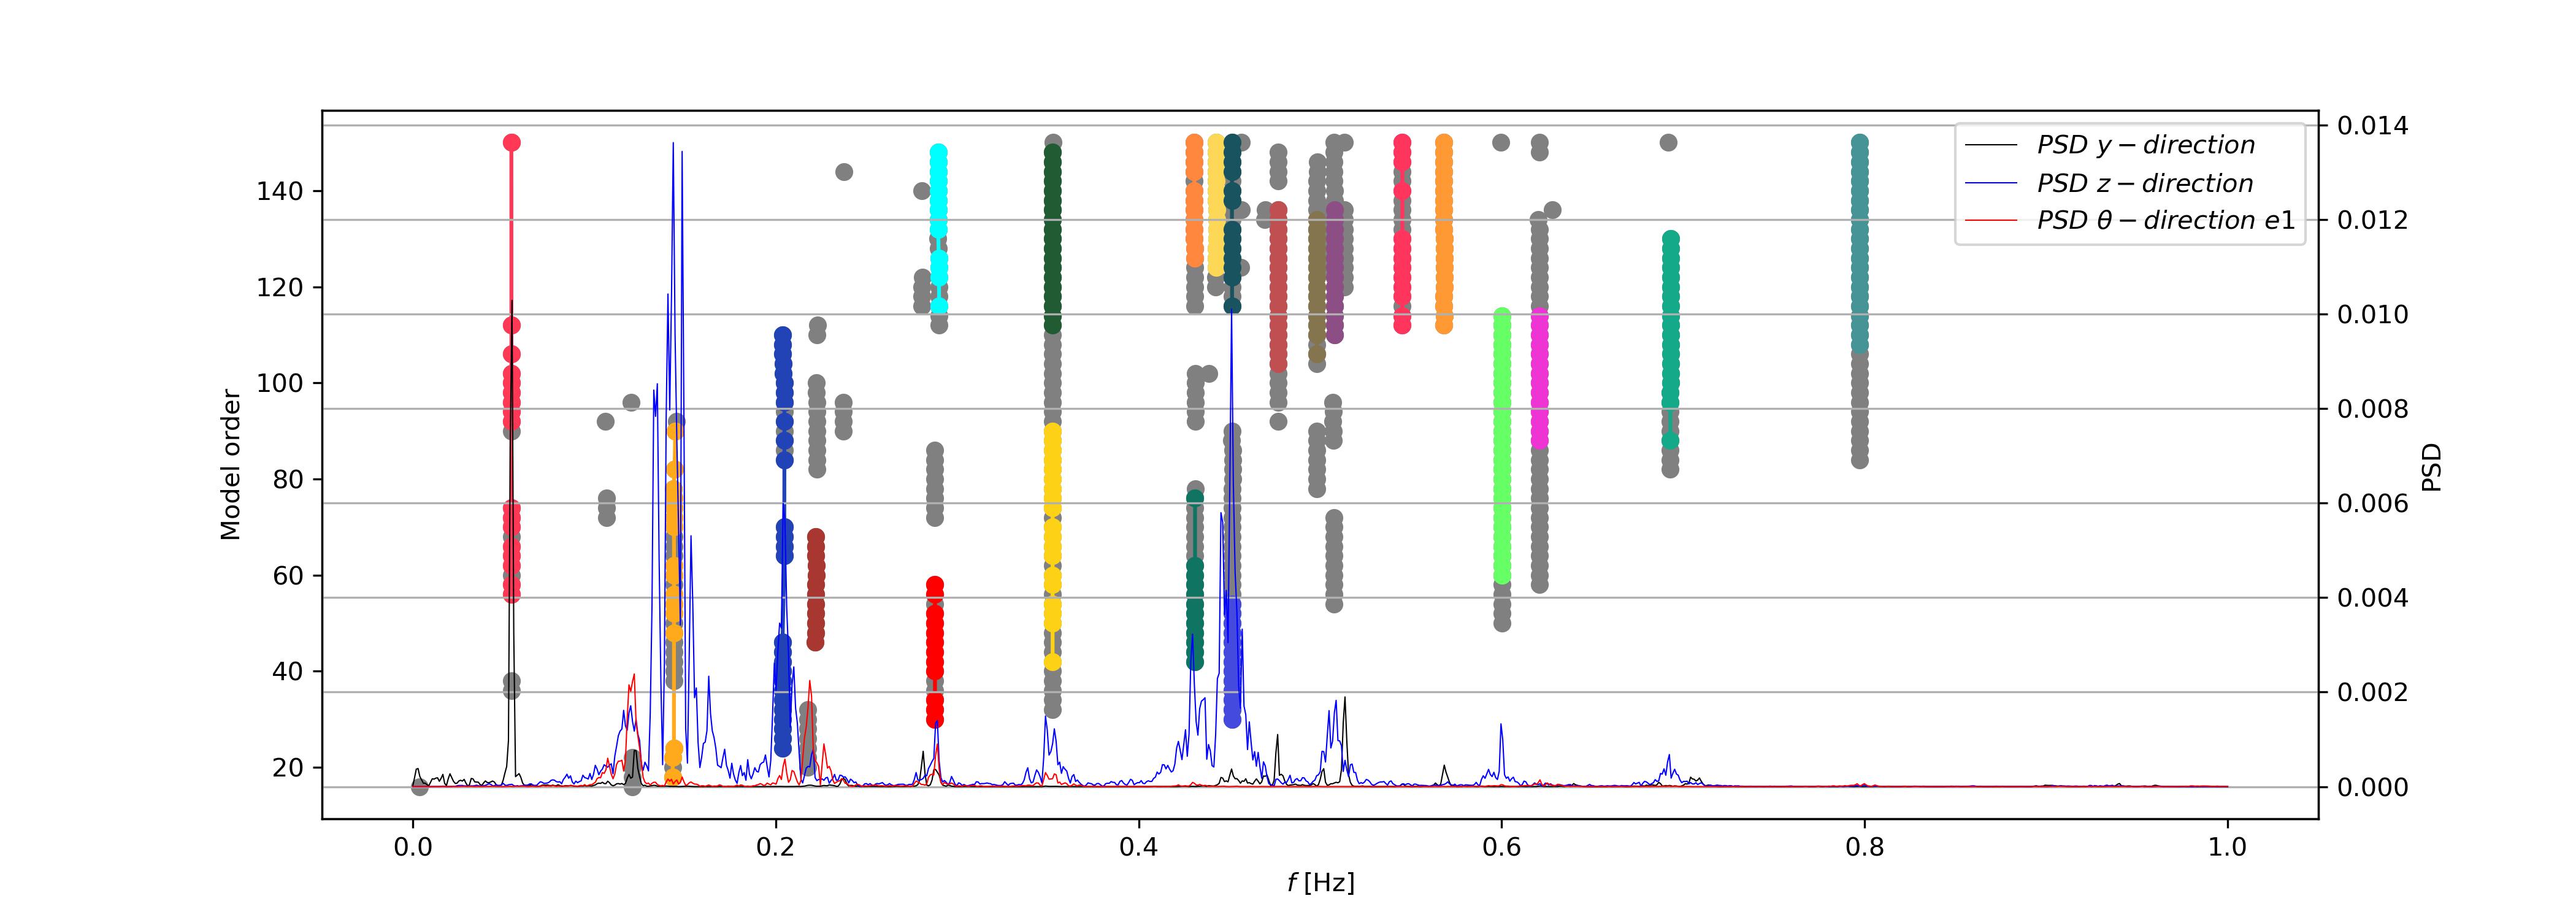 PSD y − direction
PSD z − direction
PSD θ − direction e1
Model order
140
120
100
80
60
40
20
0.014
0.012
0.010
0.008
0.006
0.004
0.002
0.000
PSD
0.0 0.2 0.4 0.6 0.8 1.0
f [Hz]